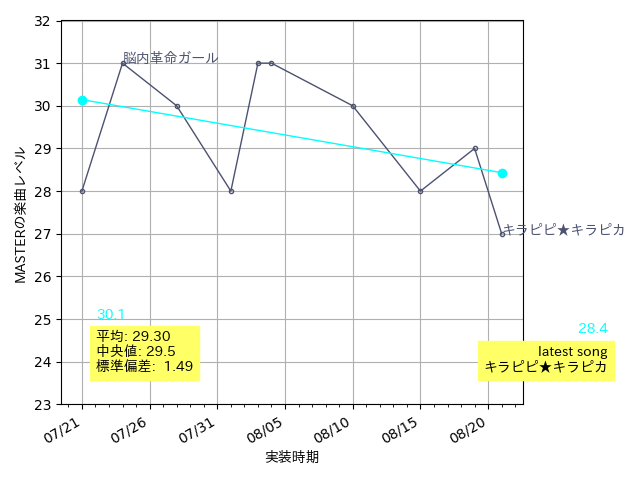 32
31
30
29
28
27
26
25
24
23
MASTERの楽曲レベル
脳内革命ガール
キラピピ★キラピカ
30.1
平均: 29.30
中央値: 29.5
標準偏差: 1.49
28.4
latest song
キラピピ★キラピカ
07/21
07/26
07/31
08/05
08/10
08/15
08/20
実装時期